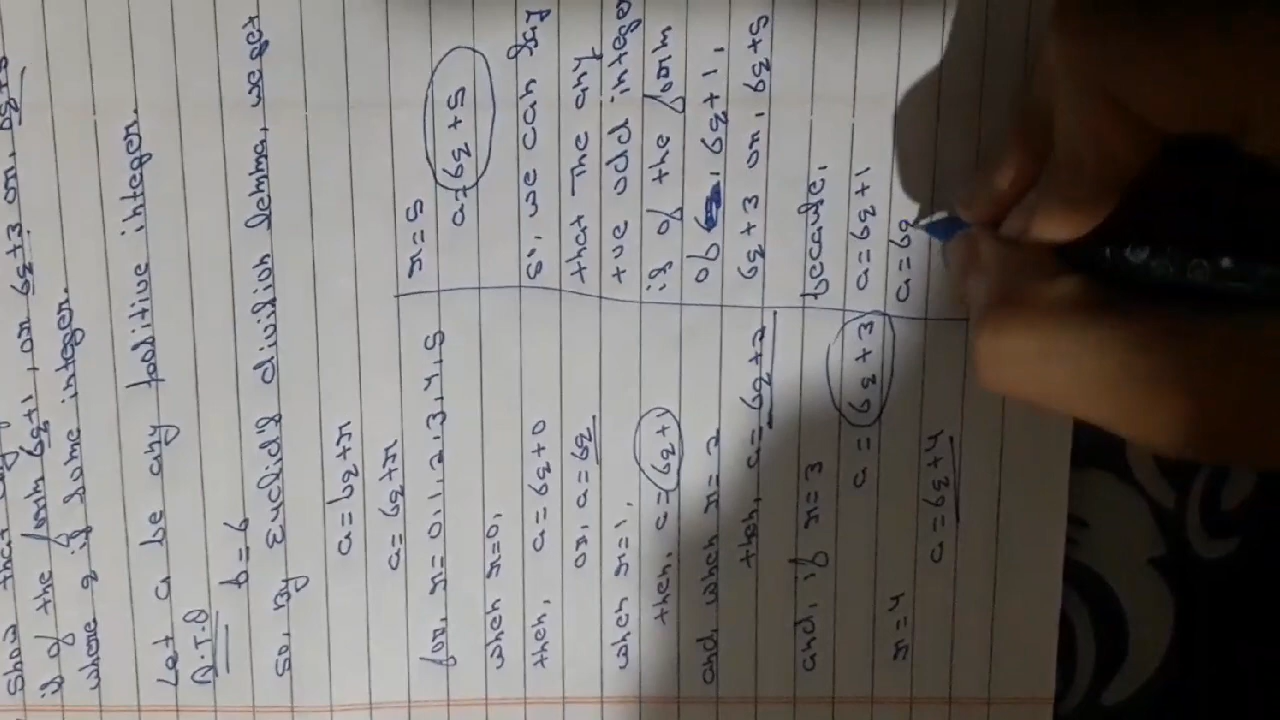 Show that any
is of the form 6q+1, or 6q+3 or, 6q+5
where q is some integer.
Let a be any positive integer.
A.T.Q
b = 6
So, By Euclid's division lemma, we get
a = bq+r
a = 6q+r
for, r = 0, 1, 2, 3, 4, 5
when r=0,
then, a = 6q+0
or, a = 6q
when r=1,
then, a = 6q+1
and, when r = 2
then, a = 6q+2
and, if r=3
a = 6q+3
r=4
a = 6q+4
r=5
a = 6q+5
So, we can say
that the any
+ve odd intege
is of the form
of 6q+1,
6q+3 or, 6q+5
because,
a = 6q+1
a = 6q